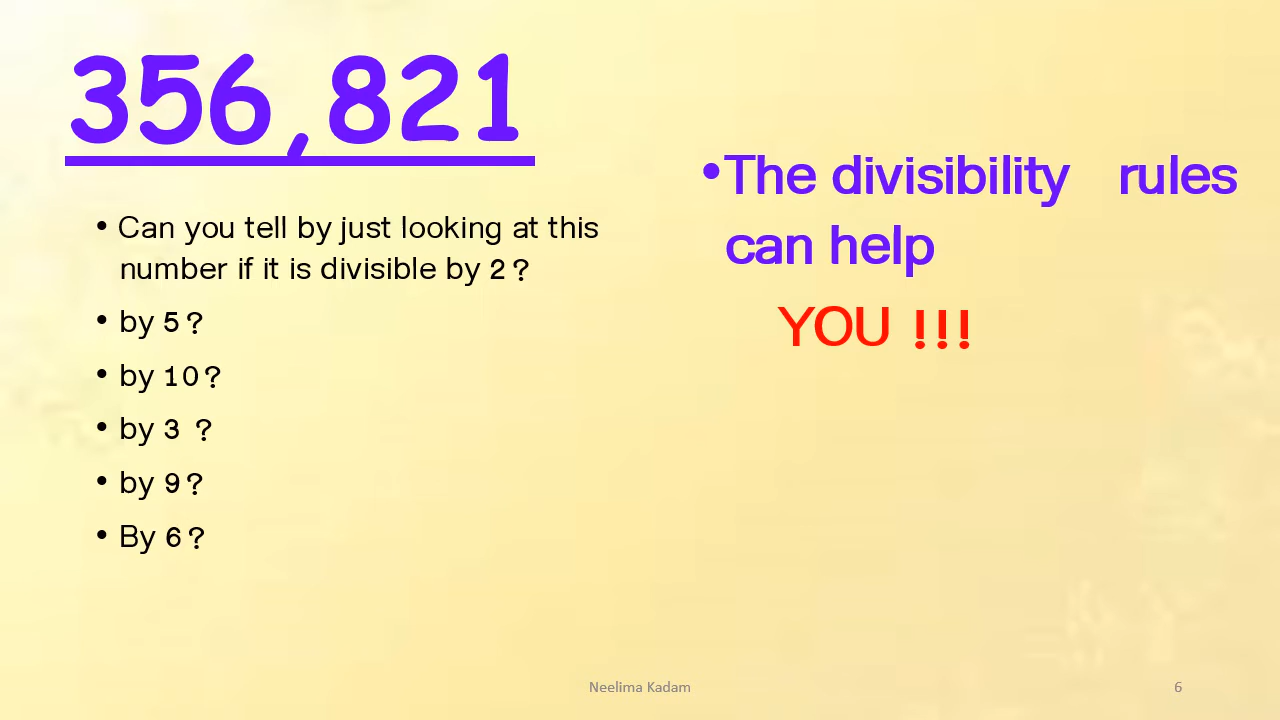 356,821
• Can you tell by just looking at this
number if it is divisible by 2?
• by 5?
• by 10?
• by 3 ?
• by 9?
• By 6?
• The divisibility rules
can help
YOU !!!
Neelima Kadam
6